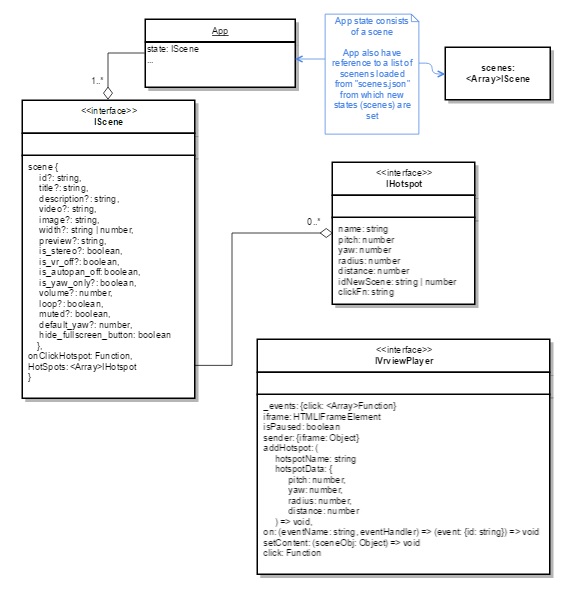 App
state: IScene
...
App state consists
of a scene
App also have
reference to a list of
scenens loaded
from "scenes.json"
from which new
states (scenes) are
set
scenes:
<Array>IScene
1..*
<<interface>>
IScene
scene {
id?: string,
title?: string,
description?: string,
video?: string,
image?: string,
width?: string | number,
preview?: string,
is_stereo?: boolean,
is_vr_off?: boolean,
is_autopan_off: boolean,
is_yaw_only?: boolean,
volume?: number,
loop?: boolean,
muted?: boolean,
default_yaw?: number,
hide_fullscreen_button: boolean
},
onClickHotspot: Function,
HotSpots: <Array>IHotspot
}
<<interface>>
IHotspot
0..*
name: string
pitch: number
yaw: number
radius: number
distance: number
idNewScene: string | number
clickFn: string
<<interface>>
IVrviewPlayer
_events: {click: <Array>Function}
iframe: HTMLIFrameElement
isPaused: boolean
sender: {iframe: Object}
addHotspot: (
hotspotName: string
hotspotData: {
pitch: number,
yaw: number,
radius: number,
distance: number
) => void,
on: (eventName: string, eventHandler) => (event: {id: string}) => void
setContent: (sceneObj: Object) => void
click: Function